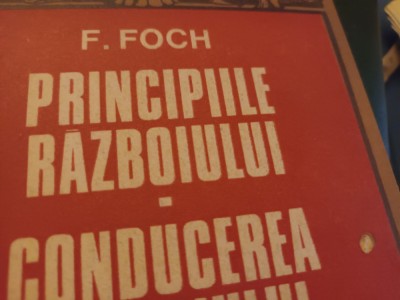 F. FOCH
PRINCIPIILE
RĂZBOIULUI
-
CONDUCEREA